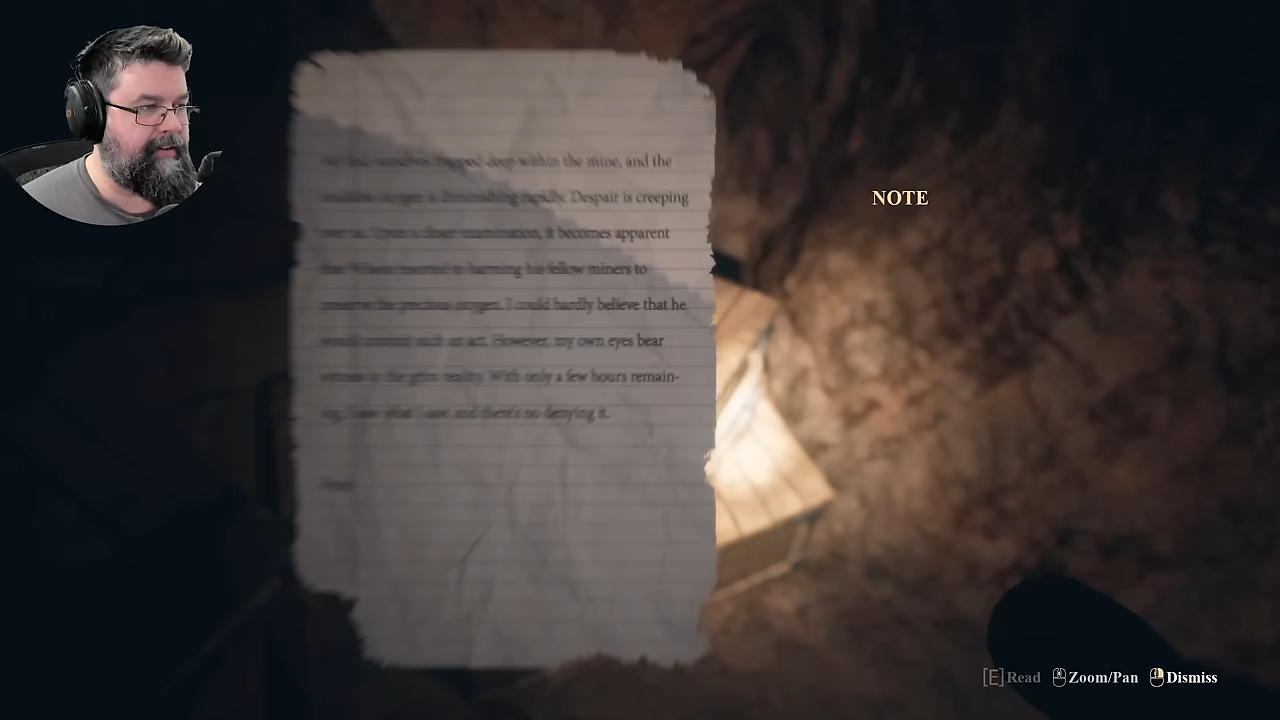 We find ourselves trapped deep within the mine, and the
available oxygen is diminishing rapidly. Despair is creeping
over us. Upon a closer examination, it becomes apparent
that Wilson resorted to harming his fellow miners to
preserve the precious oxygen. I could hardly believe that he
would commit such an act. However, my own eyes bear
witness to the grim reality. With only a few hours remain-
ing, I saw what I saw and there's no denying it.
NOTE
[E] Read Zoom/Pan Dismiss